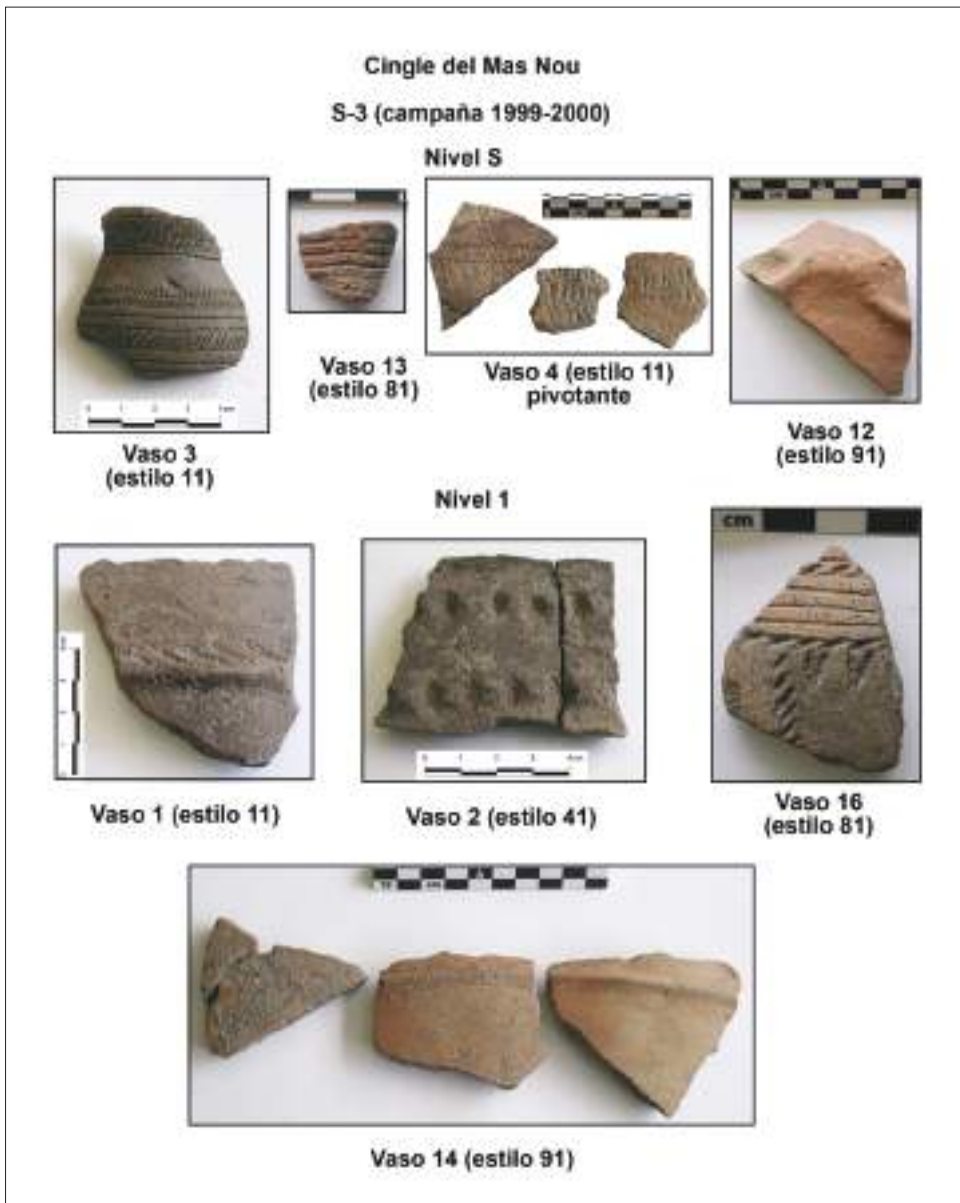 Cingle del Mas Nou
S-3 (campaña 1999-2000)
Nivel S
Vaso 3
(estilo 11)
Vaso 13
(estilo 81)
Vaso 4 (estilo 11)
pivotante
Vaso 12
(estilo 91)
Nivel 1
cm
Vaso 1 (estilo 11)
Vaso 2 (estilo 41)
Vaso 16
(estilo 81)
Vaso 14 (estilo 91)